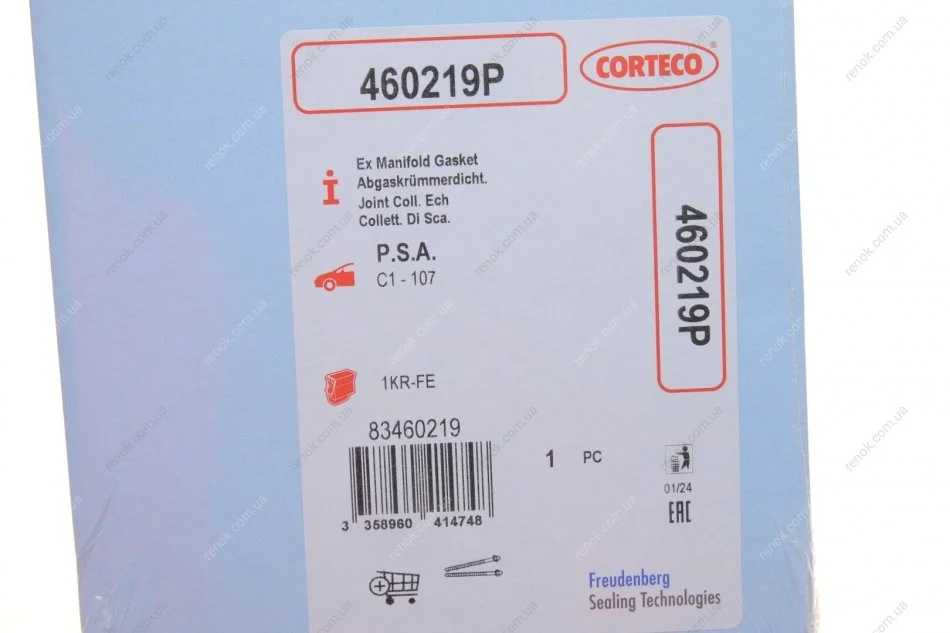 460219P
CORTECO®
Ex Manifold Gasket
Abgaskrümmerdicht.
Joint Coll. Ech
Collett. Di Sca.
P.S.A.
C1 - 107
460219P
1KR-FE
83460219
1 PC
3 358960 414748
01/24
EAC
Freudenberg
Sealing Technologies
renok.com.ua